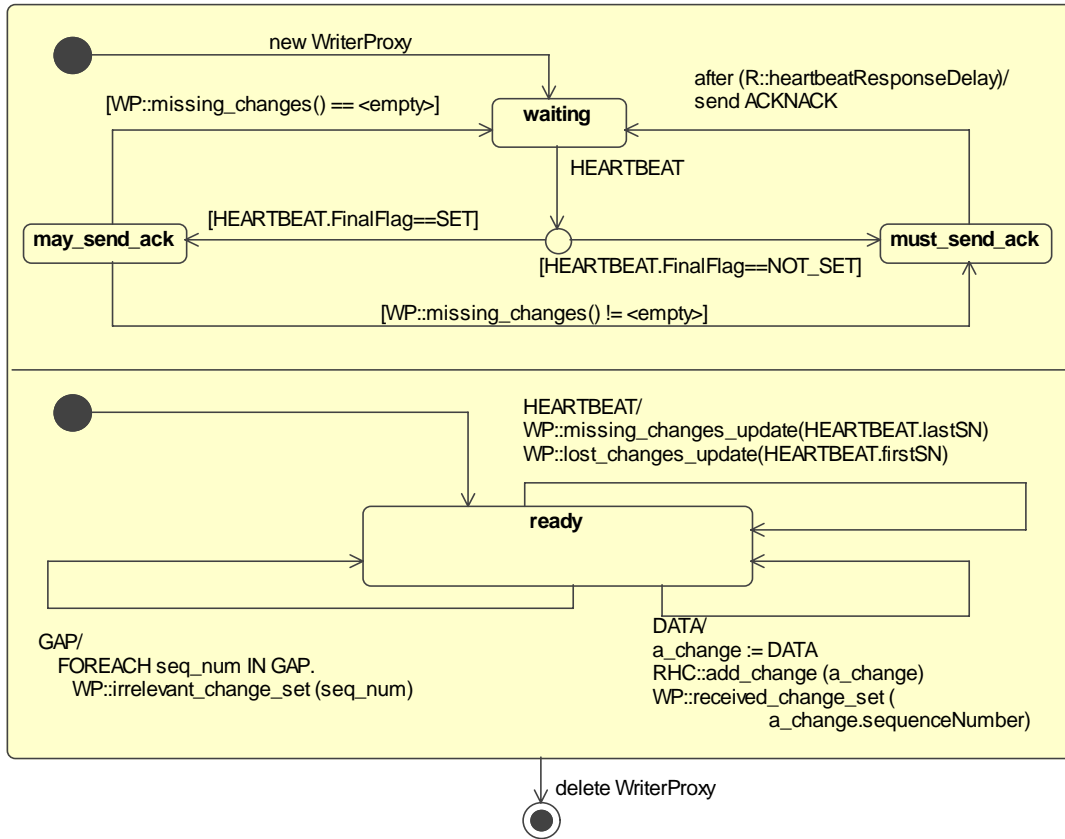 new WriterProxy
after (R::heartbeatResponseDelay)/
send ACKNACK
[WP::missing_changes() == <empty>]
waiting
HEARTBEAT
[HEARTBEAT.FinalFlag==SET]
may_send_ack
must_send_ack
[HEARTBEAT.FinalFlag==NOT_SET]
[WP::missing_changes() != <empty>]
HEARTBEAT/
WP::missing_changes_update(HEARTBEAT.lastSN)
WP::lost_changes_update(HEARTBEAT.firstSN)
ready
GAP/
FOREACH seq_num IN GAP.
WP::irrelevant_change_set (seq_num)
DATA/
a_change := DATA
RHC::add_change (a_change)
WP::received_change_set (
a_change.sequenceNumber)
delete WriterProxy